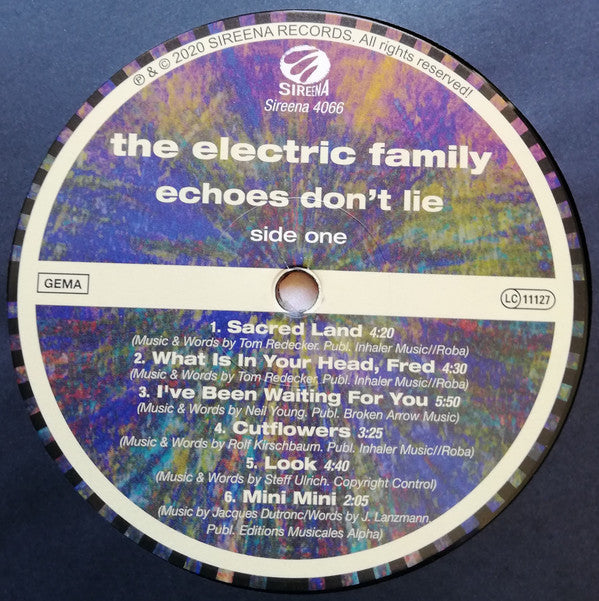 ℗ & © 2020 SIREENA RECORDS. All rights reserved!
SIREENA
Sireena 4066
the electric family
echoes don't lie
side one
GEMA
LC 11127
1. Sacred Land 4:20
(Music & Words by Tom Redecker. Publ. Inhaler Music//Roba)
2. What Is In Your Head, Fred 4:30
(Music & Words by Tom Redecker. Publ. Inhaler Music//Roba)
3. I've Been Waiting For You 5:50
(Music & Words by Neil Young. Publ. Broken Arrow Music)
4. Cutflowers 3:25
(Music & Words by Rolf Kirschbaum. Publ. Inhaler Music//Roba)
5. Look 4:40
(Music & Words by Steff Ulrich. Copyright Control)
6. Mini Mini 2:05
(Music by Jacques Dutronc/Words by J. Lanzmann.
Publ. Editions Musicales Alpha)